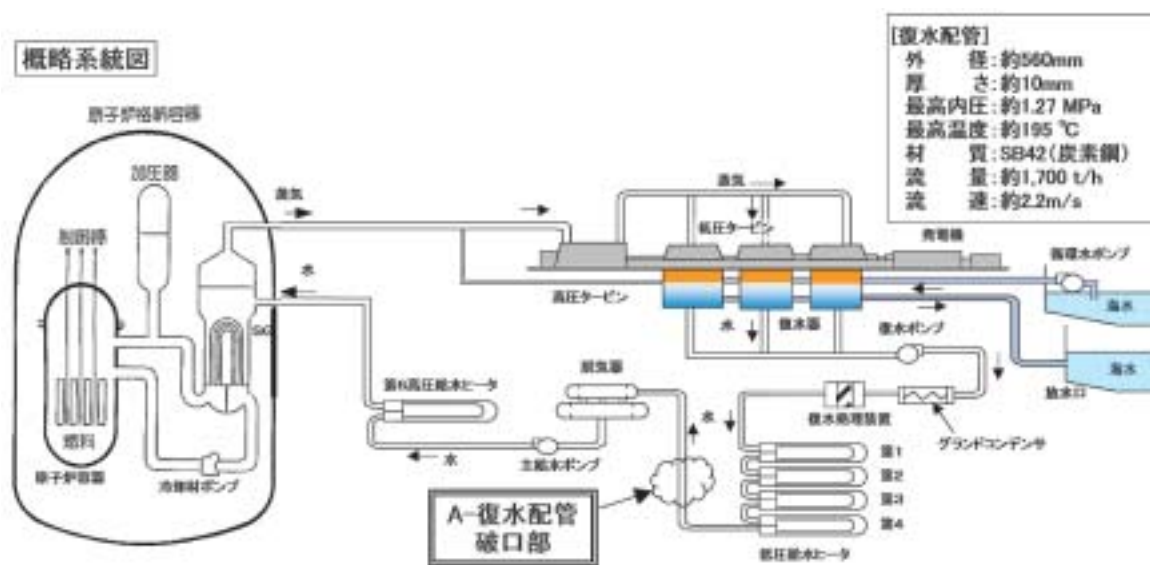 概略系統図
[復水配管]
外　径：約560mm
厚　さ：約10mm
最高内圧：約1.27 MPa
最高温度：約195 ℃
材　質：SB42(炭素鋼)
流　量：約1,700 t/h
流　速：約2.2m/s
原子炉格納容器
加圧器
制御棒
蒸気
水
SG
燃料
原子炉容器
冷却材ポンプ
蒸気
低圧タービン
発電機
高圧タービン
循環水ポンプ
海水
水
復水器
復水ポンプ
海水
放水口
第6高圧給水ヒータ
脱気器
水
主給水ポンプ
水
復水処理装置
グランドコンデンサ
第1
第2
第3
第4
低圧給水ヒータ
A-復水配管
破口部